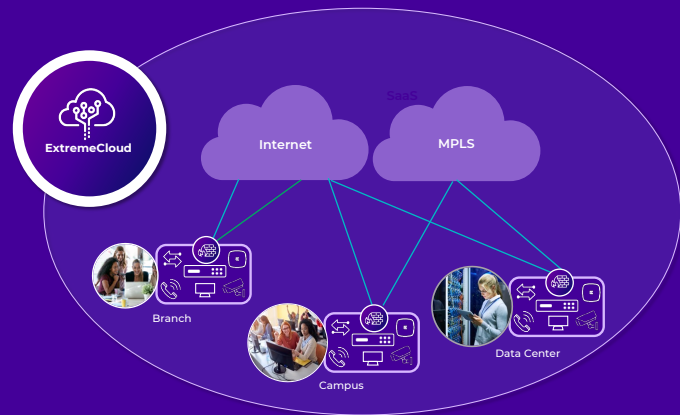 ExtremeCloud
SaaS
Internet
MPLS
Branch
Campus
Data Center